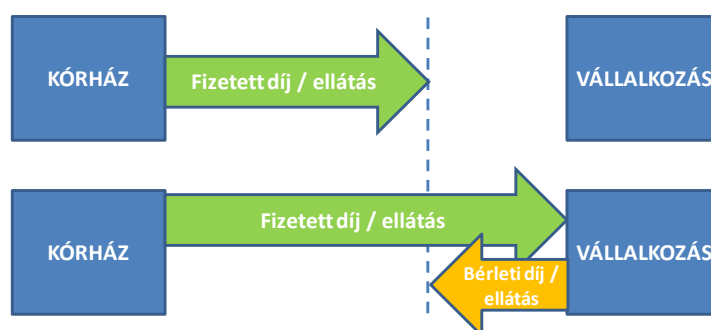 KÓRHÁZ
Fizetett díj / ellátás
VÁLLALKOZÁS
KÓRHÁZ
Fizetett díj / ellátás
VÁLLALKOZÁS
Bérleti díj /
ellátás